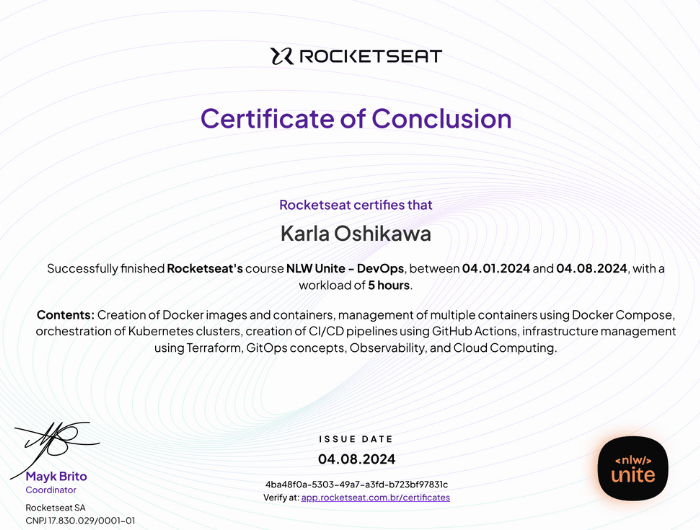 ROCKETSEAT
Certificate of Conclusion
Rocketseat certifies that
Karla Oshikawa
Successfully finished Rocketseat's course NLW Unite - DevOps, between 04.01.2024 and 04.08.2024, with a
workload of 5 hours.
Contents: Creation of Docker images and containers, management of multiple containers using Docker Compose,
orchestration of Kubernetes clusters, creation of CI/CD pipelines using GitHub Actions, infrastructure management
using Terraform, GitOps concepts, Observability, and Cloud Computing.
Mayk Brito
Coordinator
Rocketseat SA
CNPJ 17.830.029/0001-01
ISSUE DATE
04.08.2024
4ba48f0a-5303-49a7-a3fd-b723bf97831c
Verify at: app.rocketseat.com.br/certificates
<nlw/>
unite